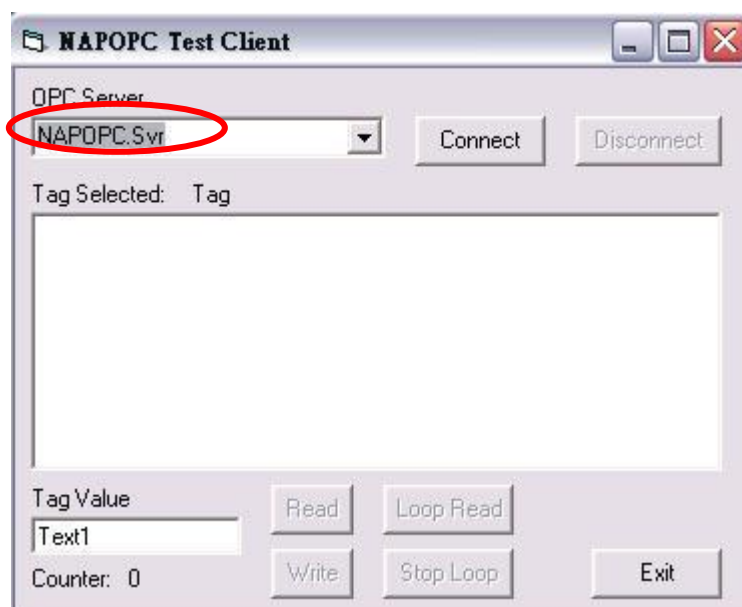 NAPOPC Test Client
OPC Server
NAPOPC.Svr
Connect
Disconnect
Tag Selected: Tag
Tag Value
Text1
Counter: 0
Read
Loop Read
Write
Stop Loop
Exit